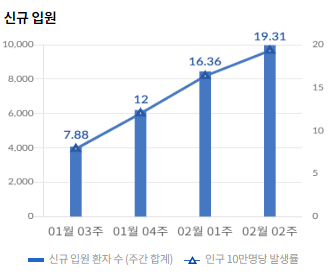 신규 입원
19.31
10,000
20
16.36
8,000
15
12
6,000
7.88
10
4,000
5
2,000
0
0
01월 03주
01월 04주
02월 01주
02월 02주
신규 입원 환자 수 (주간 합계)
인구 10만명당 발생률